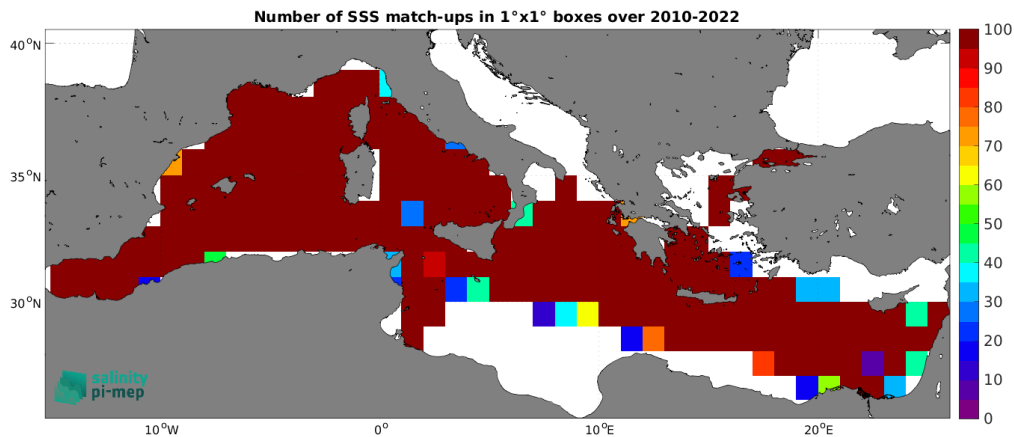 Number of SSS match-ups in 1°x1° boxes over 2010-2022
40°N
35°N
30°N
10°W
0°
10°E
20°E
100
90
80
70
60
50
40
30
20
10
0
salinity
pi-mep